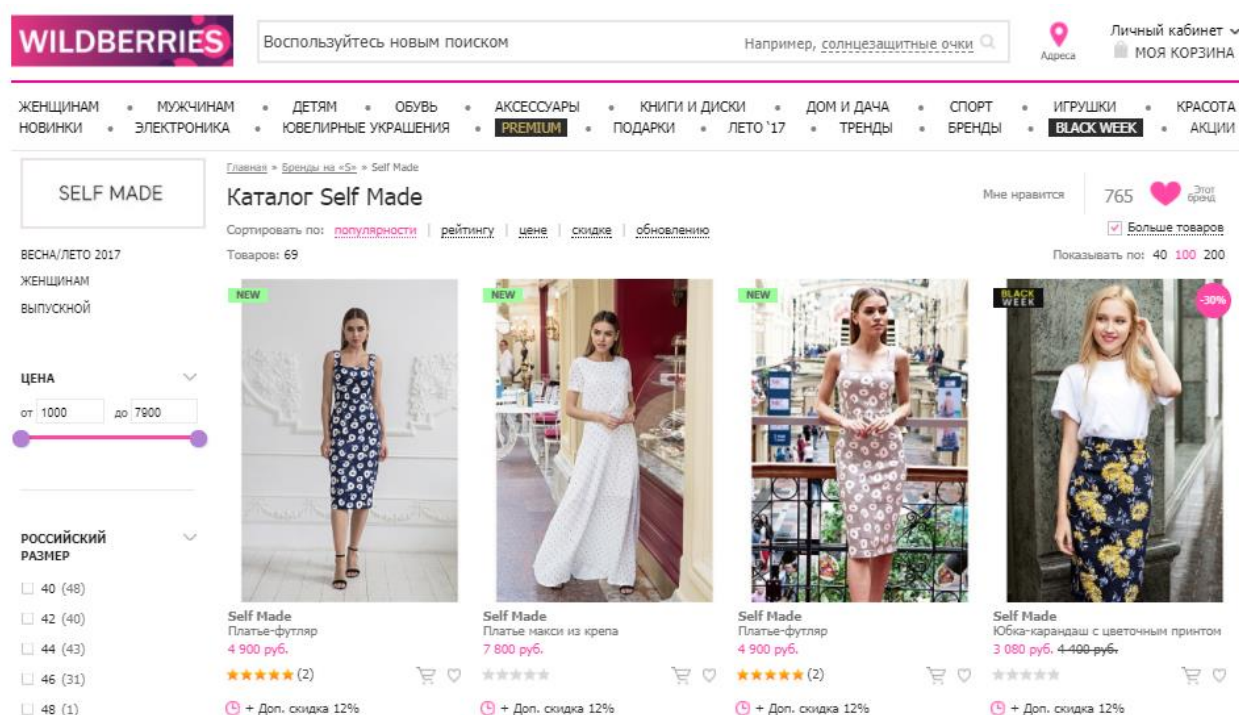 WILDBERRIES
Воспользуйтесь новым поиском
Например, солнцезащитные очки
Адреса
Личный кабинет
МОЯ КОРЗИНА
ЖЕНЩИНАМ • МУЖЧИНАМ • ДЕТЯМ • ОБУВЬ • АКСЕССУАРЫ • КНИГИ И ДИСКИ • ДОМ И ДАЧА • СПОРТ • ИГРУШКИ • КРАСОТА
НОВИНКИ • ЭЛЕКТРОНИКА • ЮВЕЛИРНЫЕ УКРАШЕНИЯ • PREMIUM • ПОДАРКИ • ЛЕТО `17 • ТРЕНДЫ • БРЕНДЫ • BLACK WEEK • АКЦИИ
SELF MADE
ВЕСНА/ЛЕТО 2017
ЖЕНЩИНАМ
ВЫПУСКНОЙ
ЦЕНА
от 1000 до 7900
РОССИЙСКИЙ
РАЗМЕР
40 (48)
42 (40)
44 (43)
46 (31)
48 (1)
Главная » Бренды на «S» » Self Made
Каталог Self Made
Мне нравится 765 Этот
бренд
Сортировать по: популярности | рейтингу | цене | скидке | обновлению
Больше товаров
Товаров: 69
Показывать по: 40 100 200
NEW
Self Made
Платье-футляр
4 900 руб.
(2)
+ Доп. скидка 12%
NEW
Self Made
Платье макси из крепа
7 800 руб.
+ Доп. скидка 12%
NEW
Self Made
Платье-футляр
4 900 руб.
(2)
+ Доп. скидка 12%
BLACK
WEEK
-30%
Self Made
Юбка-карандаш с цветочным принтом
3 080 руб. 4 400 руб.
+ Доп. скидка 12%